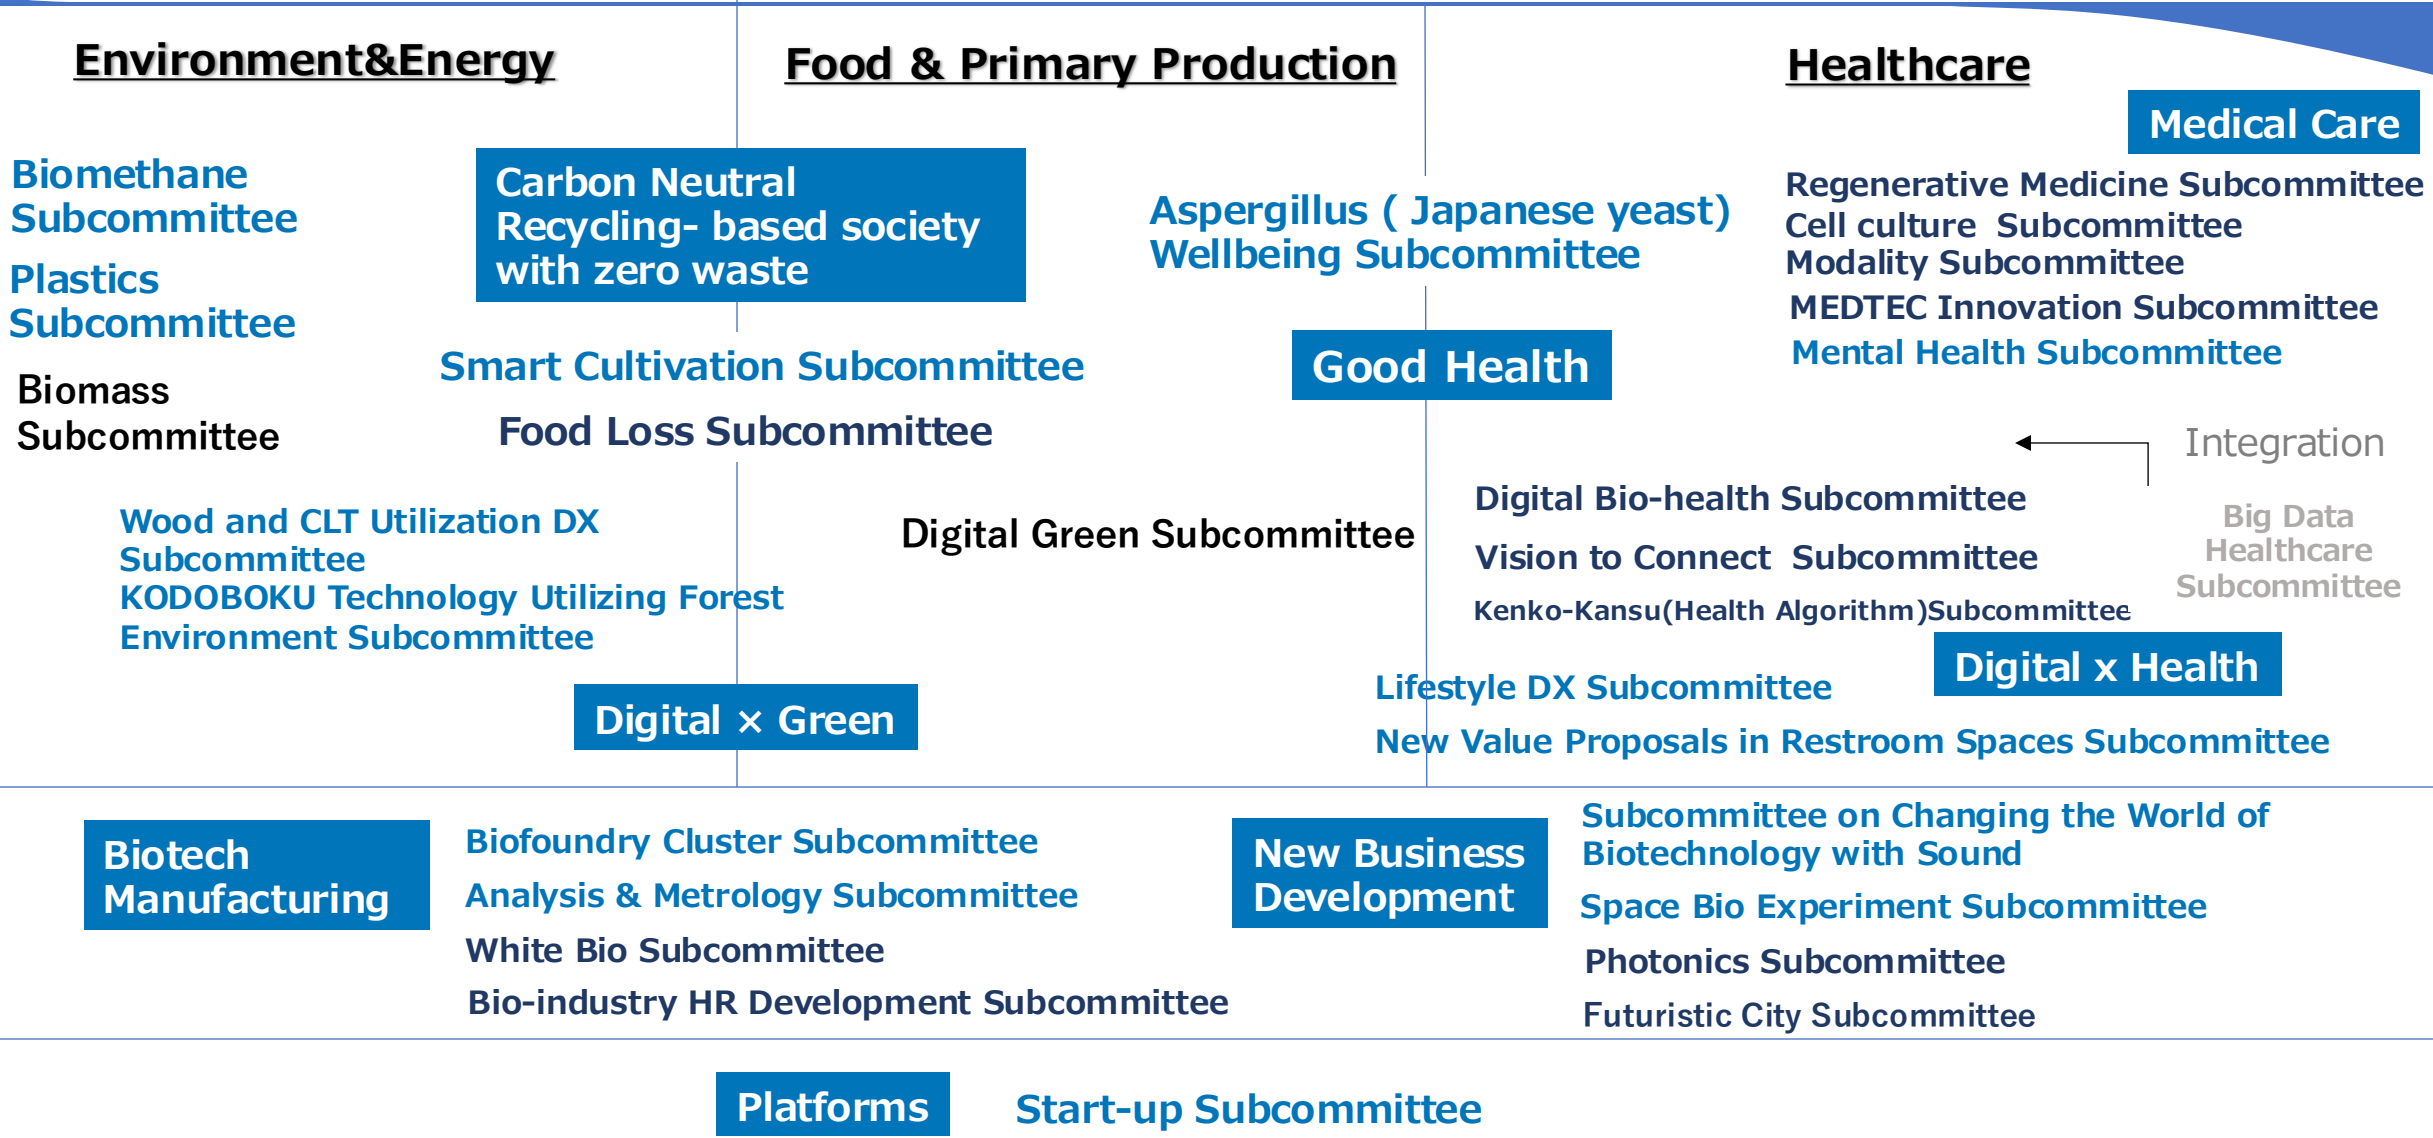 Environment&Energy
Food & Primary Production
Healthcare
Medical Care
Biomethane
Subcommittee
Plastics
Subcommittee
Biomass
Subcommittee
Carbon Neutral
Recycling- based society
with zero waste
Smart Cultivation Subcommittee
Food Loss Subcommittee
Aspergillus ( Japanese yeast)
Wellbeing Subcommittee
Good Health
Regenerative Medicine Subcommittee
Cell culture  Subcommittee
Modality Subcommittee
MEDTEC Innovation Subcommittee
Mental Health Subcommittee
Integration
Big Data
Healthcare
Subcommittee
Wood and CLT Utilization DX
Subcommittee
KODOBOKU Technology Utilizing Forest
Environment Subcommittee
Digital Green Subcommittee
Digital × Green
Digital Bio-health Subcommittee
Vision to Connect  Subcommittee
Kenko-Kansu(Health Algorithm)Subcommittee
Digital x Health
Lifestyle DX Subcommittee
New Value Proposals in Restroom Spaces Subcommittee
Biotech
Manufacturing
Biofoundry Cluster Subcommittee
Analysis & Metrology Subcommittee
White Bio Subcommittee
Bio-industry HR Development Subcommittee
New Business
Development
Subcommittee on Changing the World of
Biotechnology with Sound
Space Bio Experiment Subcommittee
Photonics Subcommittee
Futuristic City Subcommittee
Platforms
Start-up Subcommittee